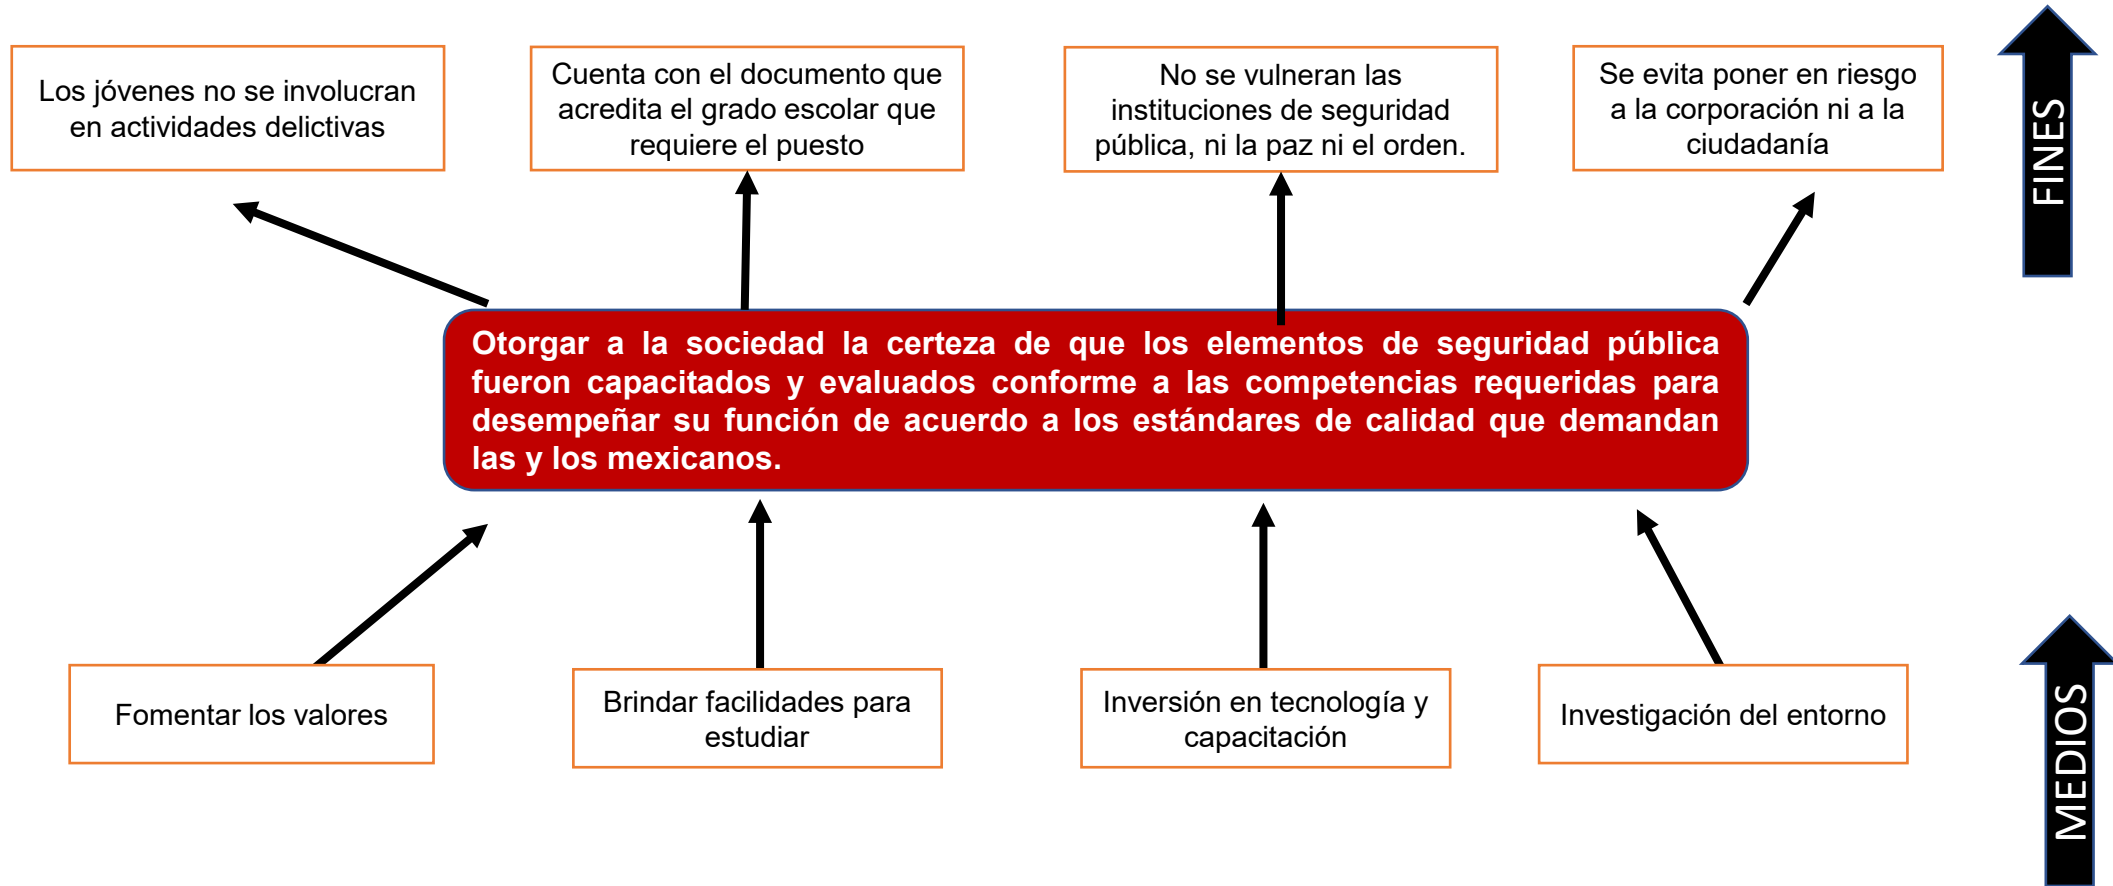 Los jóvenes no se involucran
en actividades delictivas
Cuenta con el documento que
acredita el grado escolar que
requiere el puesto
No se vulneran las
instituciones de seguridad
pública, ni la paz ni el orden.
Se evita poner en riesgo
a la corporación ni a la
ciudadanía
FINES
Otorgar a la sociedad la certeza de que los elementos de seguridad pública
fueron capacitados y evaluados conforme a las competencias requeridas para
desempeñar su función de acuerdo a los estándares de calidad que demandan
las y los mexicanos.
Fomentar los valores
Brindar facilidades para
estudiar
Inversión en tecnología y
capacitación
Investigación del entorno
MEDIOS